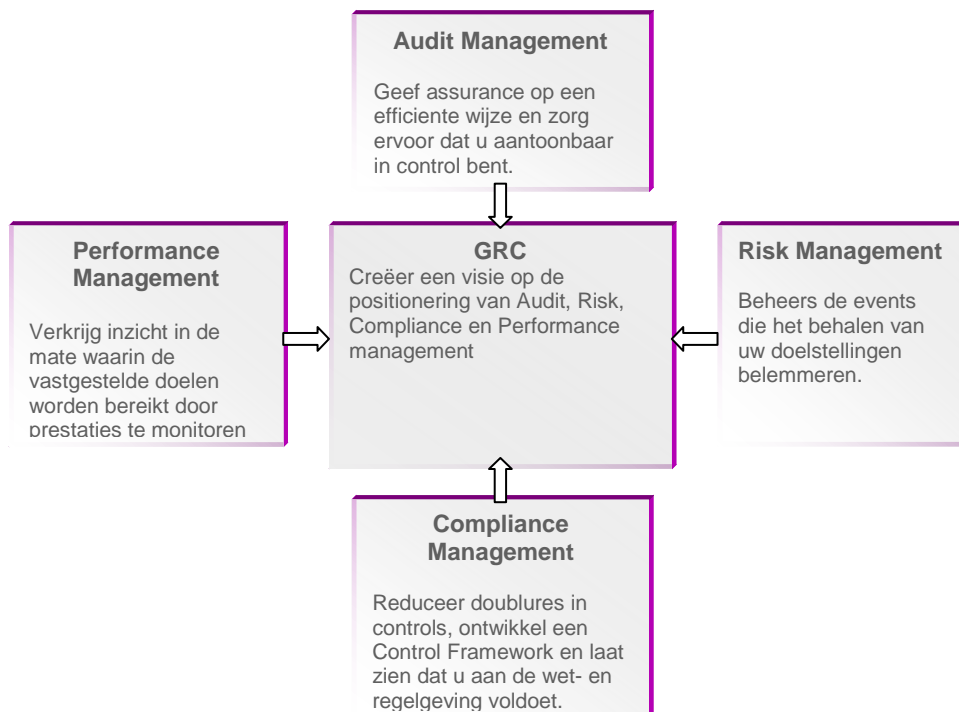 Audit Management
Geef assurance op een
efficiente wijze en zorg
ervoor dat u aantoonbaar
in control bent.
Performance
Management
Verkrijg inzicht in de
mate waarin de
vastgestelde doelen
worden bereikt door
prestaties te monitoren
GRC
Creëer een visie op de
positionering van Audit, Risk,
Compliance en Performance
management
Risk Management
Beheers de events
die het behalen van
uw doelstellingen
belemmeren.
Compliance
Management
Reduceer doublures in
controls, ontwikkel een
Control Framework en laat
zien dat u aan de wet- en
regelgeving voldoet.